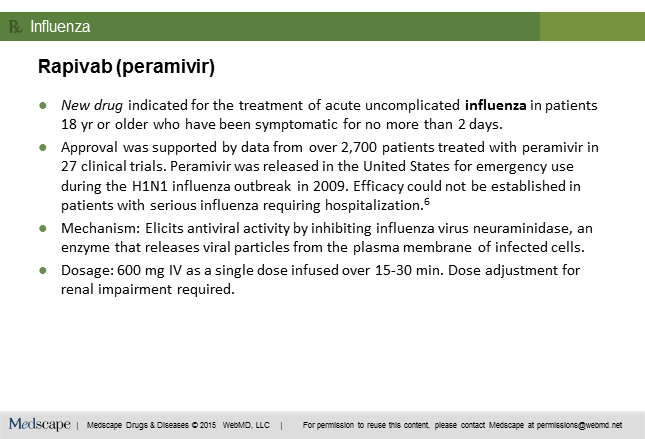 ℞ Influenza
Rapivab (peramivir)
● New drug indicated for the treatment of acute uncomplicated influenza in patients
18 yr or older who have been symptomatic for no more than 2 days.
● Approval was supported by data from over 2,700 patients treated with peramivir in
27 clinical trials. Peramivir was released in the United States for emergency use
during the H1N1 influenza outbreak in 2009. Efficacy could not be established in
patients with serious influenza requiring hospitalization.6
● Mechanism: Elicits antiviral activity by inhibiting influenza virus neuraminidase, an
enzyme that releases viral particles from the plasma membrane of infected cells.
● Dosage: 600 mg IV as a single dose infused over 15-30 min. Dose adjustment for
renal impairment required.
Medscape | Medscape Drugs & Diseases © 2015 WebMD, LLC | For permission to reuse this content, please contact Medscape at permissions@webmd.net